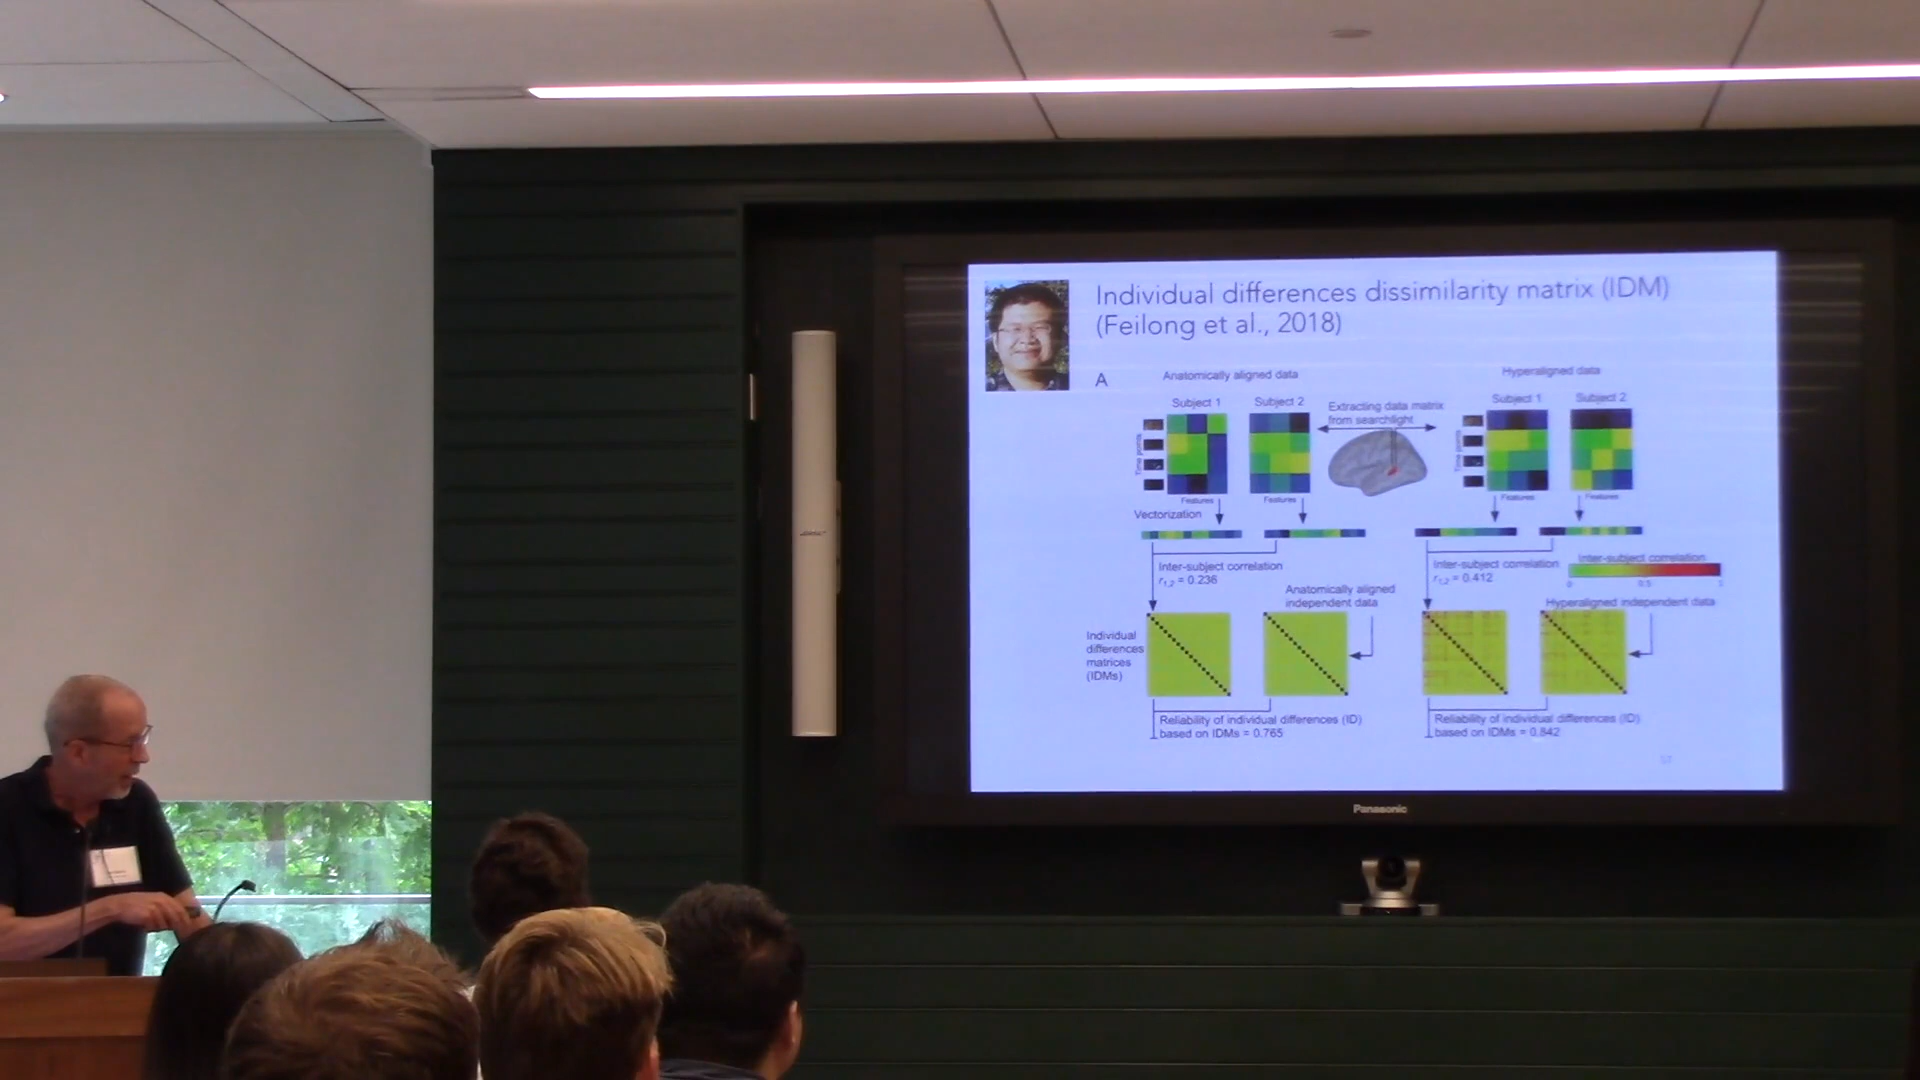 Individual differences dissimilarity matrix (IDM)
(Feilong et al., 2018)
A
Anatomically aligned data
Hyperaligned data
Subject 1
Subject 2
Extracting data matrix
from searchlight
Subject 1
Subject 2
Time points
Time points
Features
Features
Features
Features
Vectorization
Inter-subject correlation
r1,2 = 0.236
Inter-subject correlation
r1,2 = 0.412
Inter-subject correlation
0 0.5 1
Anatomically aligned
independent data
Hyperaligned independent data
Individual
differences
matrices
(IDMs)
Reliability of individual differences (ID)
based on IDMs = 0.765
Reliability of individual differences (ID)
based on IDMs = 0.842
Panasonic